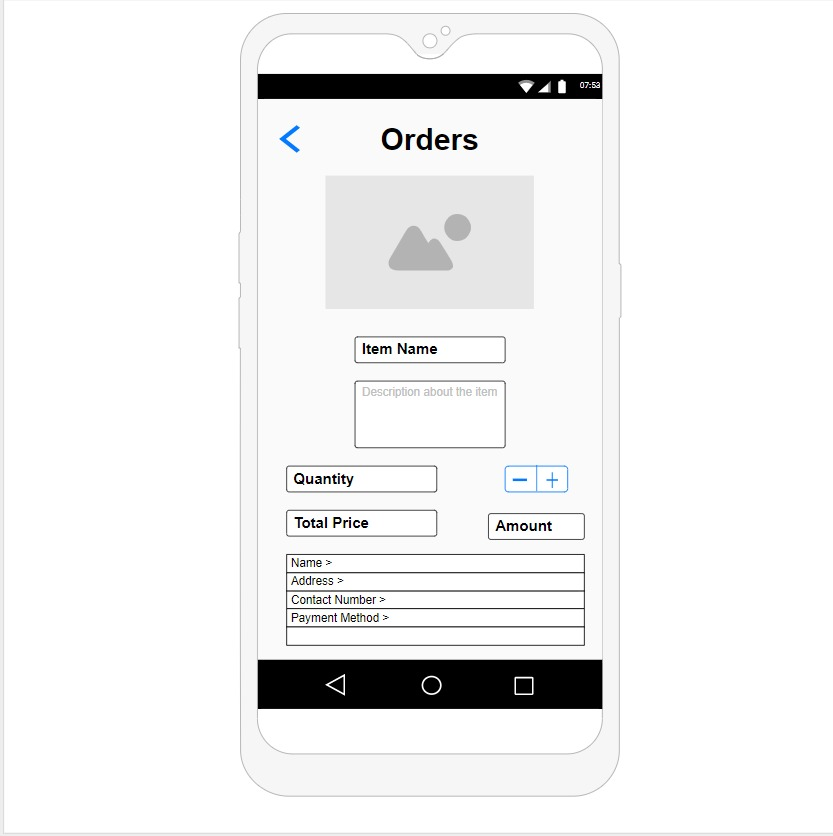 07:53
Orders
Item Name
Description about the item
Quantity
Total Price
Amount
Name >
Address >
Contact Number >
Payment Method >